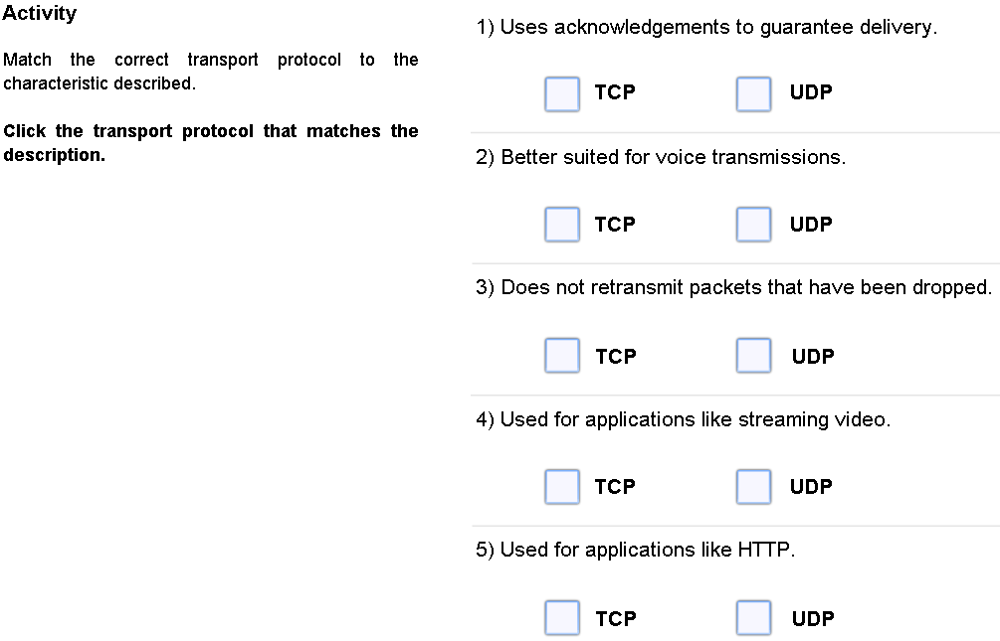 Activity
Match the correct transport protocol to the
characteristic described.
Click the transport protocol that matches the
description.
1) Uses acknowledgements to guarantee delivery.
TCP UDP
2) Better suited for voice transmissions.
TCP UDP
3) Does not retransmit packets that have been dropped.
TCP UDP
4) Used for applications like streaming video.
TCP UDP
5) Used for applications like HTTP.
TCP UDP